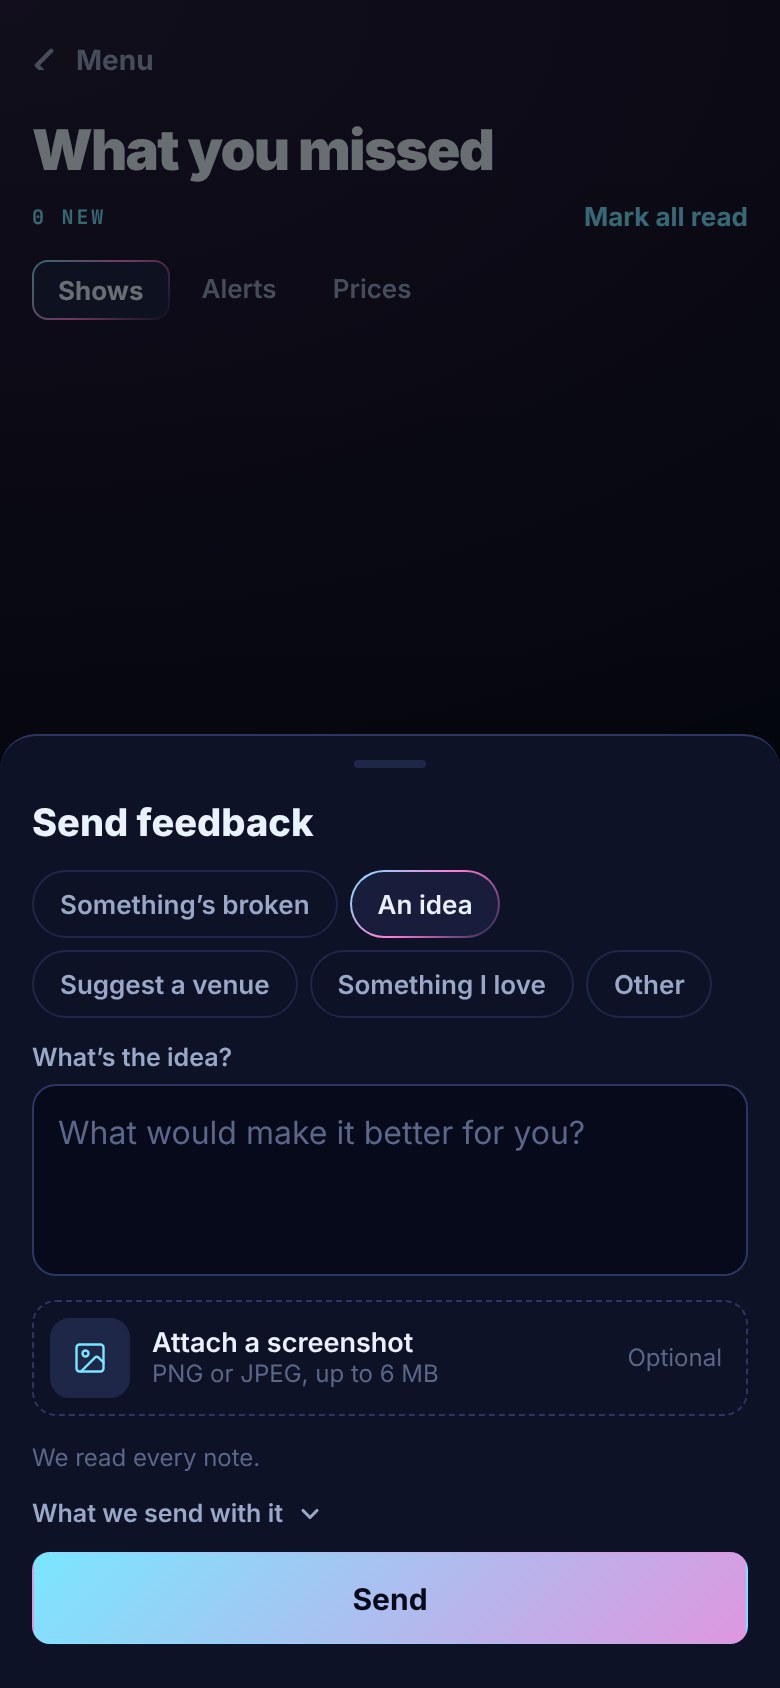 Menu
What you missed
0 NEW
Mark all read
Shows
Alerts
Prices
Send feedback
Something’s broken
An idea
Suggest a venue
Something I love
Other
What’s the idea?
What would make it better for you?
Attach a screenshot
PNG or JPEG, up to 6 MB
Optional
We read every note.
What we send with it
Send